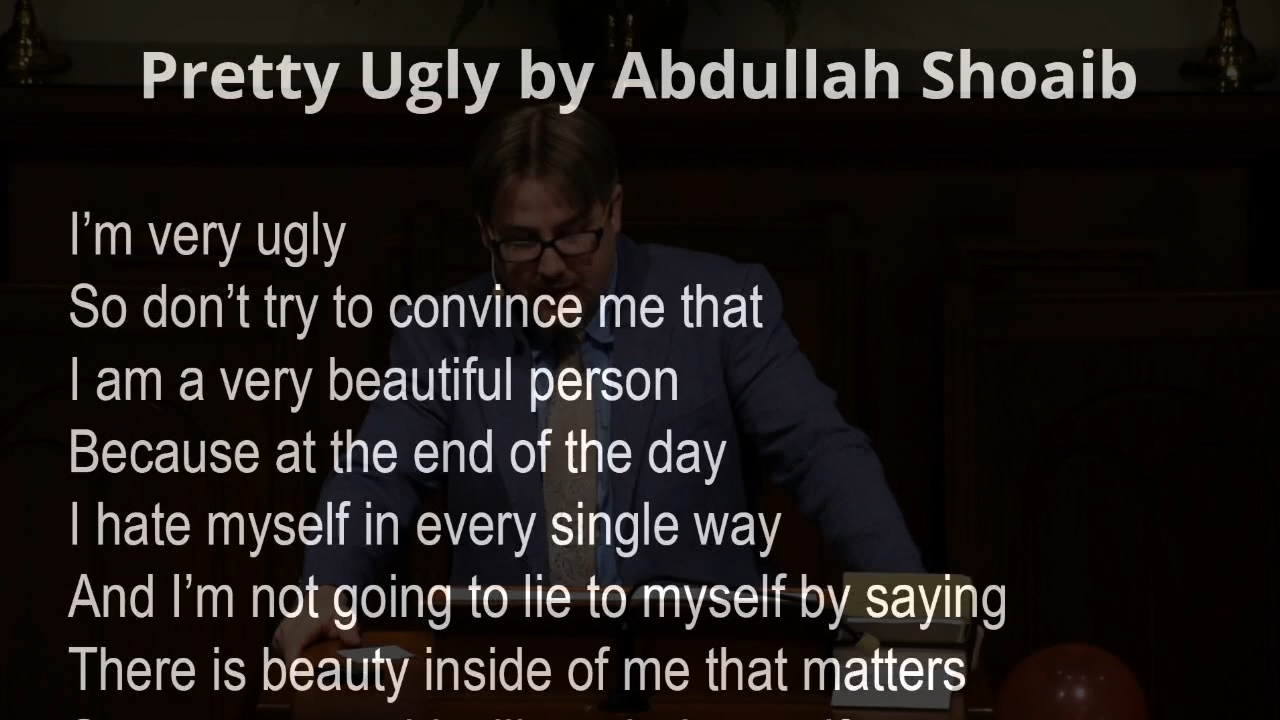 Pretty Ugly by Abdullah Shoaib
I’m very ugly
So don’t try to convince me that
I am a very beautiful person
Because at the end of the day
I hate myself in every single way
And I’m not going to lie to myself by saying
There is beauty inside of me that matters